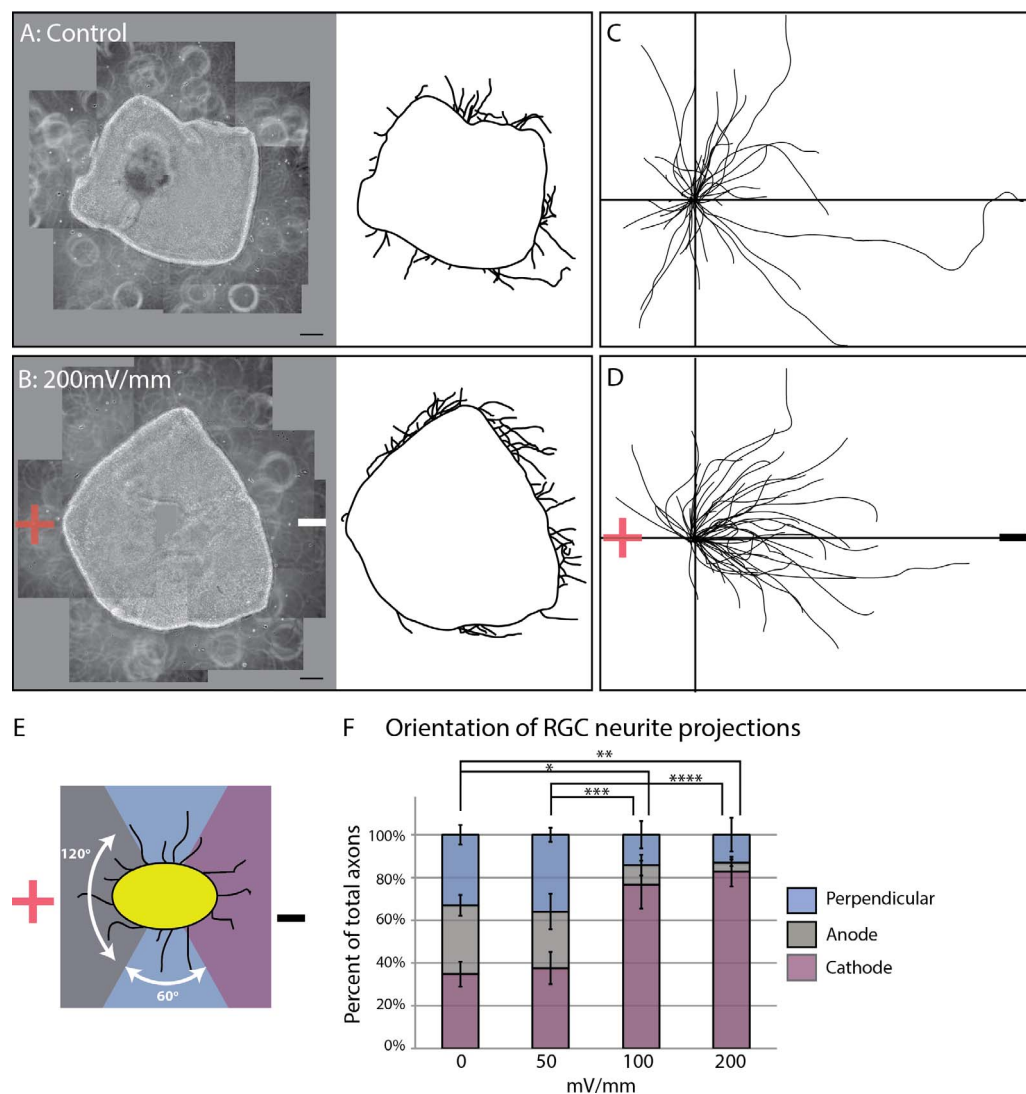 A: Control
C
B: 200mV/mm
+
−
D
+
−
E
120°
60°
+
−
F Orientation of RGC neurite projections
**
*
****
***
Percent of total axons
100%
80%
60%
40%
20%
0%
0 50 100 200
mV/mm
Perpendicular
Anode
Cathode